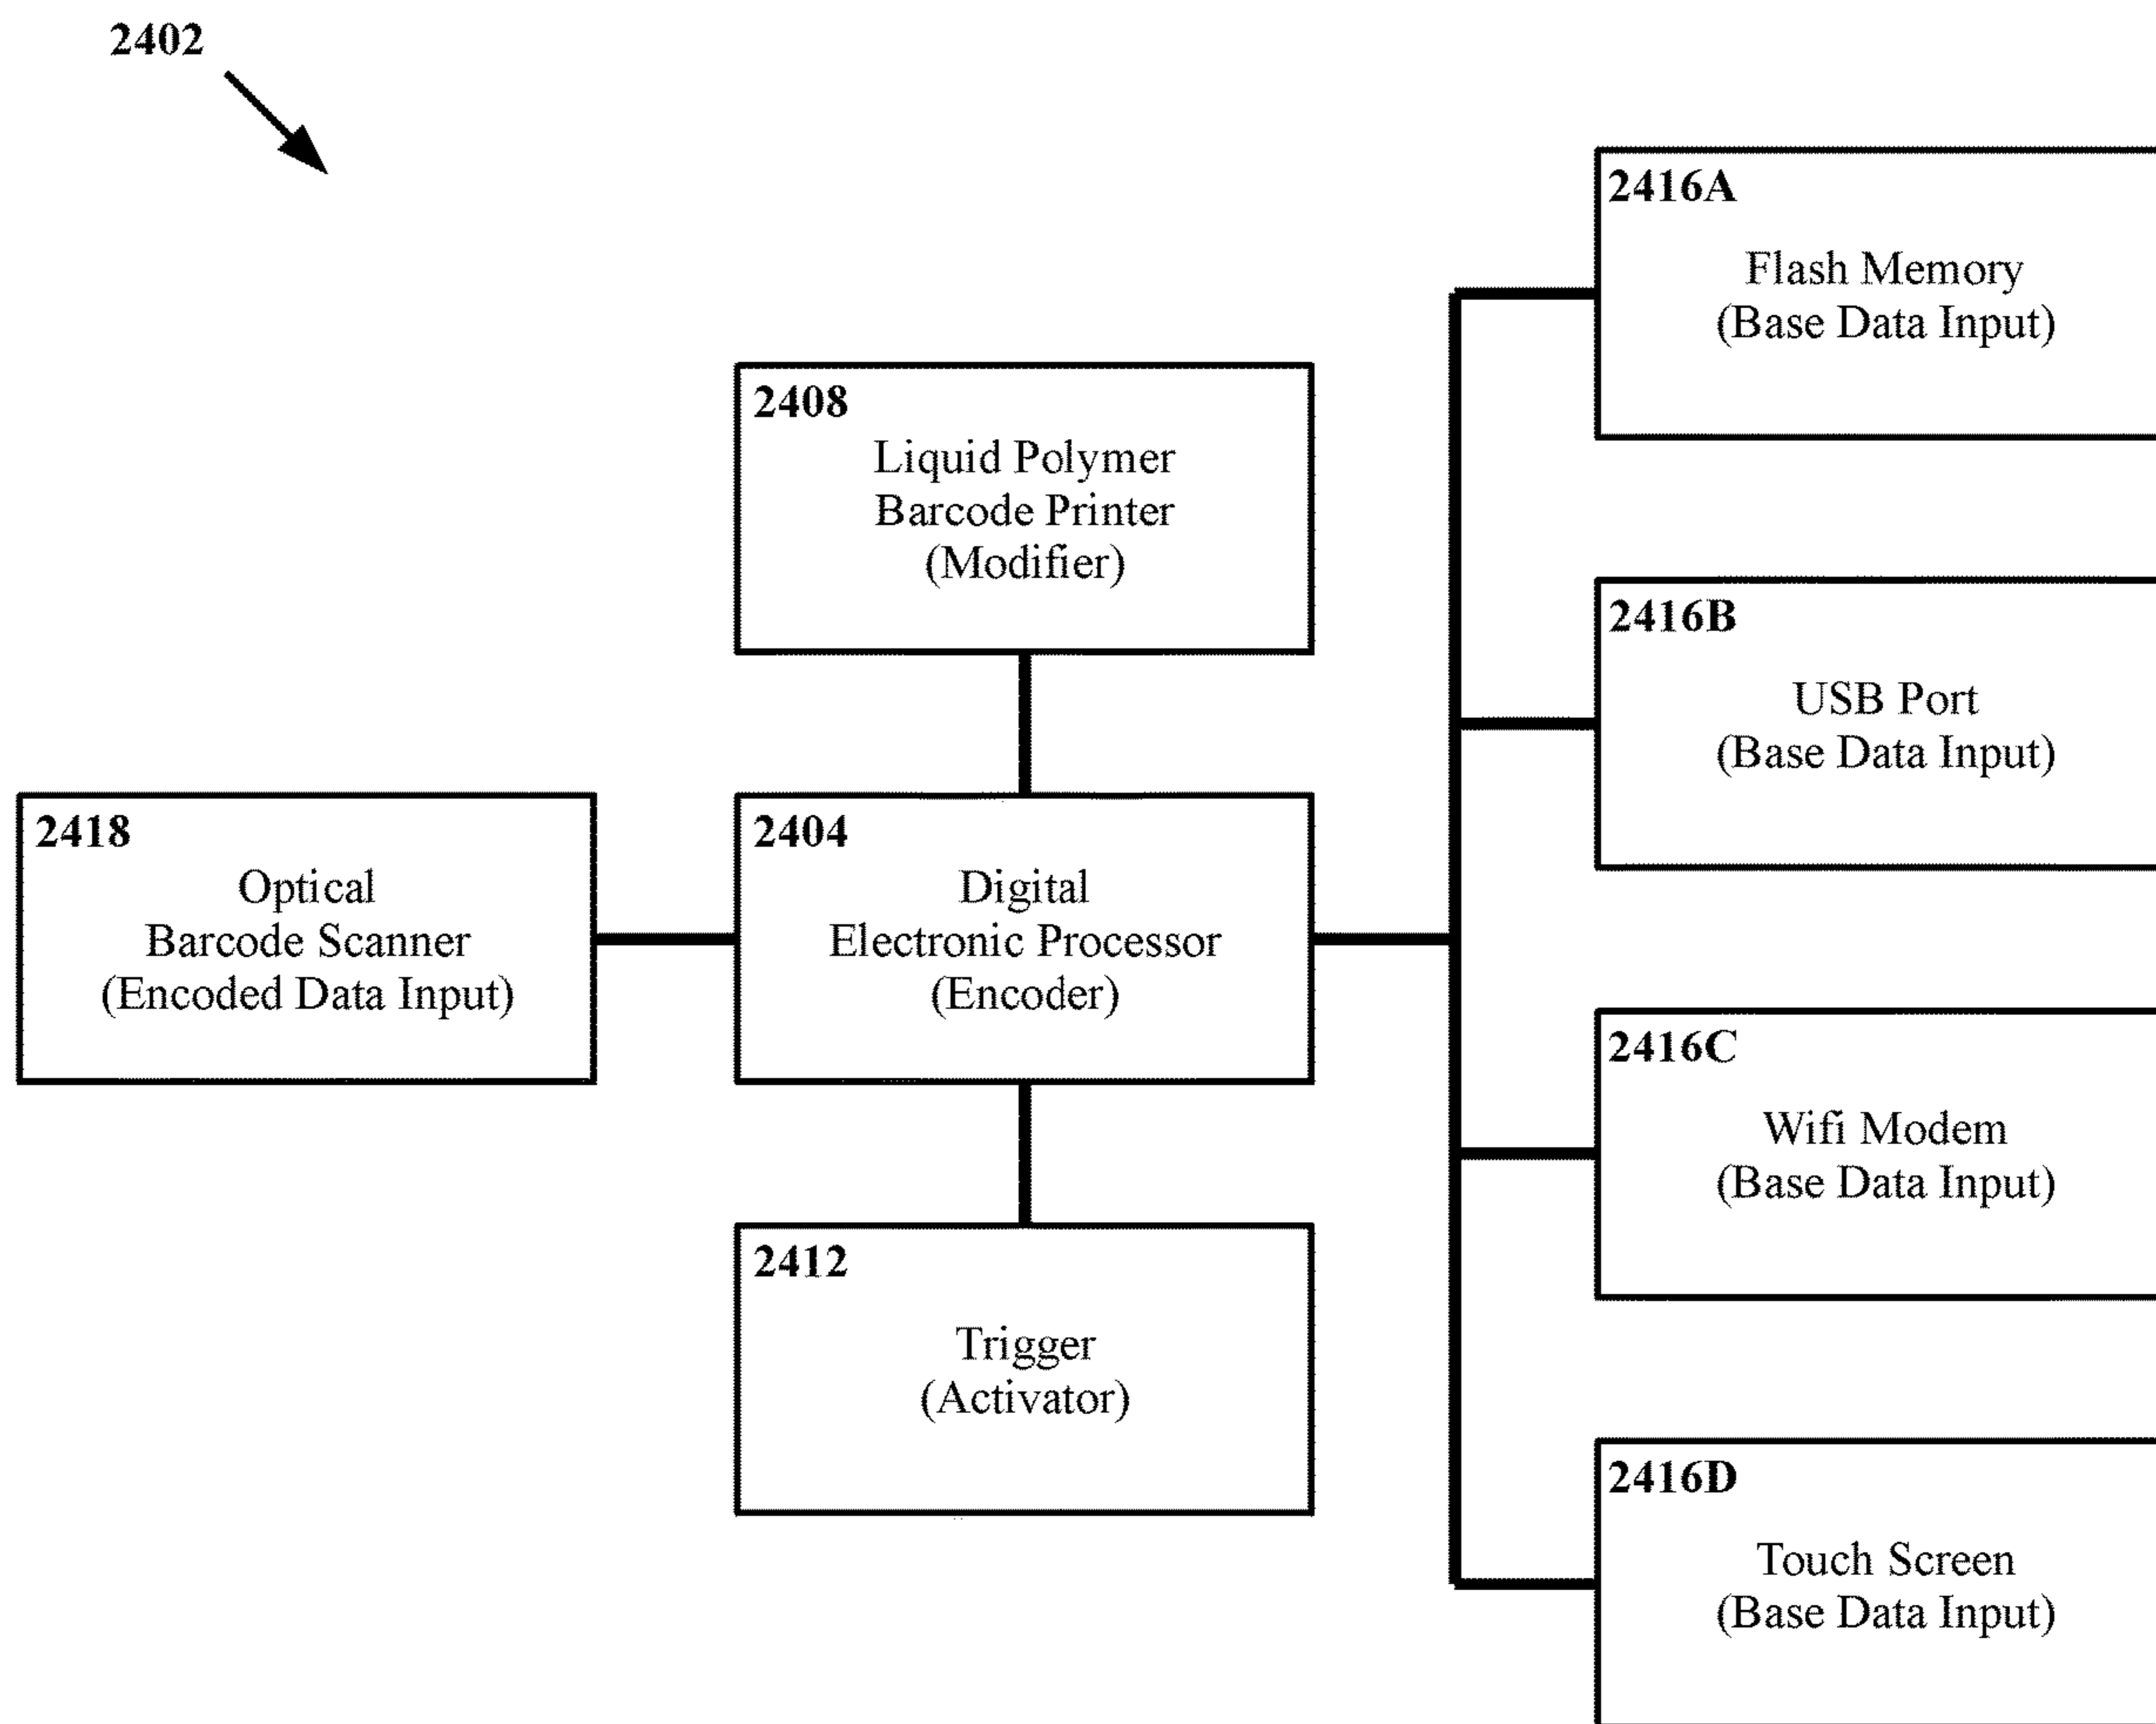 2402
2416A
Flash Memory
(Base Data Input)
2408
Liquid Polymer
Barcode Printer
(Modifier)
2416B
USB Port
(Base Data Input)
2418
Optical
Barcode Scanner
(Encoded Data Input)
2404
Digital
Electronic Processor
(Encoder)
2416C
Wifi Modem
(Base Data Input)
2412
Trigger
(Activator)
2416D
Touch Screen
(Base Data Input)